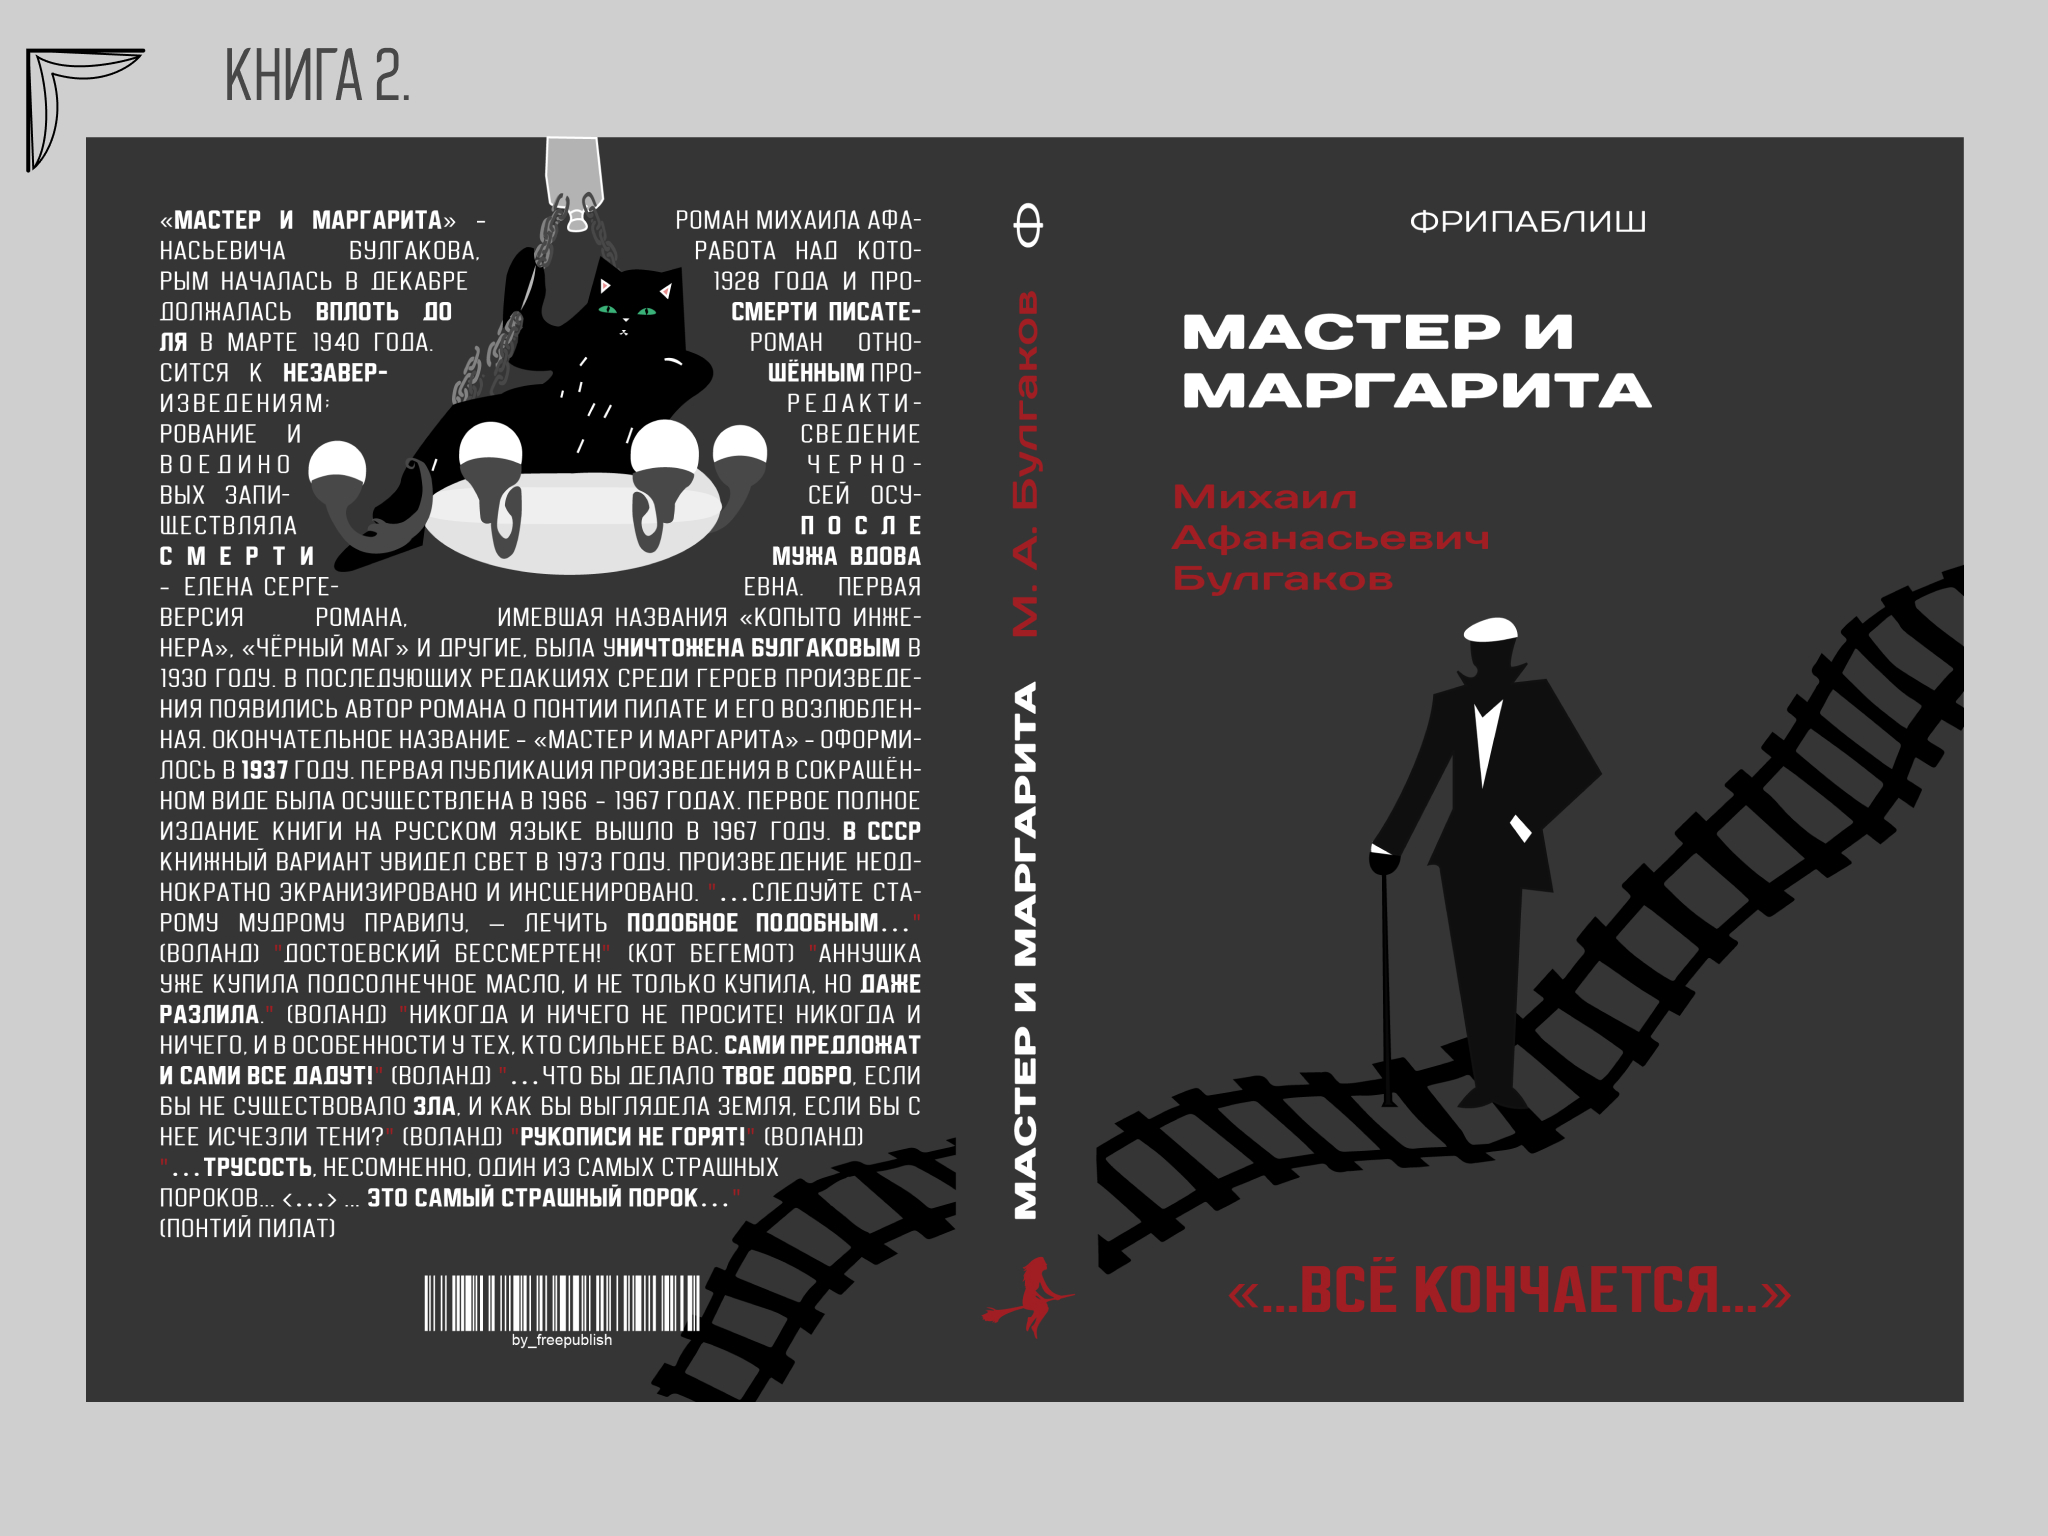 КНИГА 2.
«МАСТЕР И МАРГАРИТА» – РОМАН МИХАИЛА АФА-
НАСЬЕВИЧА БУЛГАКОВА, РАБОТА НАД КОТО-
РЫМ НАЧАЛАСЬ В ДЕКАБРЕ 1928 ГОДА И ПРО-
ДОЛЖАЛАСЬ ВПЛОТЬ ДО СМЕРТИ ПИСАТЕ-
ЛЯ В МАРТЕ 1940 ГОДА. РОМАН ОТНО-
СИТСЯ К НЕЗАВЕР- ШЁННЫМ ПРО-
ИЗВЕДЕНИЯМ; РЕДАКТИ-
РОВАНИЕ И СВЕДЕНИЕ
ВОЕДИНО ЧЕРНО-
ВЫХ ЗАПИ- СЕЙ ОСУ-
ЩЕСТВЛЯЛА ПОСЛЕ
СМЕРТИ МУЖА ВДОВА
– ЕЛЕНА СЕРГЕ- ЕВНА. ПЕРВАЯ
ВЕРСИЯ РОМАНА, ИМЕВШАЯ НАЗВАНИЯ «КОПЫТО ИНЖЕ-
НЕРА», «ЧЁРНЫЙ МАГ» И ДРУГИЕ, БЫЛА УНИЧТОЖЕНА БУЛГАКОВЫМ В
1930 ГОДУ. В ПОСЛЕДУЮЩИХ РЕДАКЦИЯХ СРЕДИ ГЕРОЕВ ПРОИЗВЕДЕ-
НИЯ ПОЯВИЛИСЬ АВТОР РОМАНА О ПОНТИИ ПИЛАТЕ И ЕГО ВОЗЛЮБЛЕН-
НАЯ. ОКОНЧАТЕЛЬНОЕ НАЗВАНИЕ – «МАСТЕР И МАРГАРИТА» – ОФОРМИ-
ЛОСЬ В 1937 ГОДУ. ПЕРВАЯ ПУБЛИКАЦИЯ ПРОИЗВЕДЕНИЯ В СОКРАЩЁН-
НОМ ВИДЕ БЫЛА ОСУЩЕСТВЛЕНА В 1966 – 1967 ГОДАХ. ПЕРВОЕ ПОЛНОЕ
ИЗДАНИЕ КНИГИ НА РУССКОМ ЯЗЫКЕ ВЫШЛО В 1967 ГОДУ. В СССР
КНИЖНЫЙ ВАРИАНТ УВИДЕЛ СВЕТ В 1973 ГОДУ. ПРОИЗВЕДЕНИЕ НЕОД-
НОКРАТНО ЭКРАНИЗИРОВАНО И ИНСЦЕНИРОВАНО. "...СЛЕДУЙТЕ СТА-
РОМУ МУДРОМУ ПРАВИЛУ, — ЛЕЧИТЬ ПОДОБНОЕ ПОДОБНЫМ..."
(ВОЛАНД) "ДОСТОЕВСКИЙ БЕССМЕРТЕН!" (КОТ БЕГЕМОТ) "АННУШКА
УЖЕ КУПИЛА ПОДСОЛНЕЧНОЕ МАСЛО, И НЕ ТОЛЬКО КУПИЛА, НО ДАЖЕ
РАЗЛИЛА." (ВОЛАНД) "НИКОГДА И НИЧЕГО НЕ ПРОСИТЕ! НИКОГДА И
НИЧЕГО, И В ОСОБЕННОСТИ У ТЕХ, КТО СИЛЬНЕЕ ВАС. САМИ ПРЕДЛОЖАТ
И САМИ ВСЕ ДАДУТ!" (ВОЛАНД) "...ЧТО БЫ ДЕЛАЛО ТВОЕ ДОБРО, ЕСЛИ
БЫ НЕ СУЩЕСТВОВАЛО ЗЛА, И КАК БЫ ВЫГЛЯДЕЛА ЗЕМЛЯ, ЕСЛИ БЫ С
НЕЕ ИСЧЕЗЛИ ТЕНИ?" (ВОЛАНД) "РУКОПИСИ НЕ ГОРЯТ!" (ВОЛАНД)
"...ТРУСОСТЬ, НЕСОМНЕННО, ОДИН ИЗ САМЫХ СТРАШНЫХ
ПОРОКОВ... <...> ... ЭТО САМЫЙ СТРАШНЫЙ ПОРОК..."
(ПОНТИЙ ПИЛАТ)
by_freepublish
МАСТЕР И МАРГАРИТА М. А. Булгаков Ф
ФРИПАБЛИШ
МАСТЕР И
МАРГАРИТА
Михаил
Афанасьевич
Булгаков
«...ВСЁ КОНЧАЕТСЯ...»